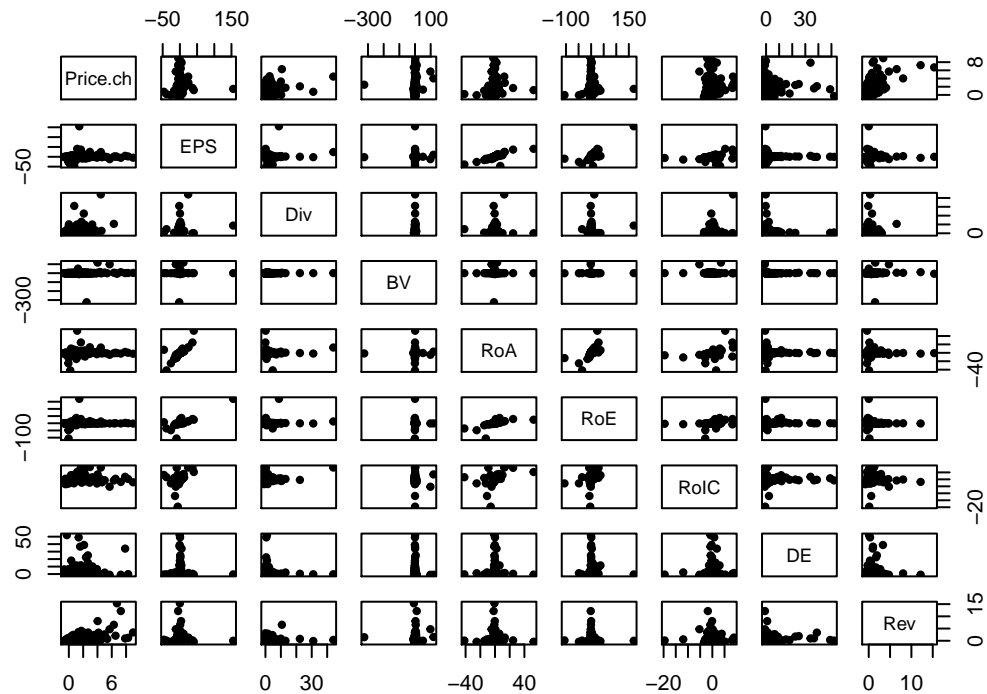 −50 150 −300 100 −100 150 0 30
Price.ch 0 8
−50 EPS
Div 0
−300 BV
RoA −40
−100 RoE
RoIC −20
0 50 DE
Rev 0 15
0 6 0 30 −40 40 −20 0 0 10